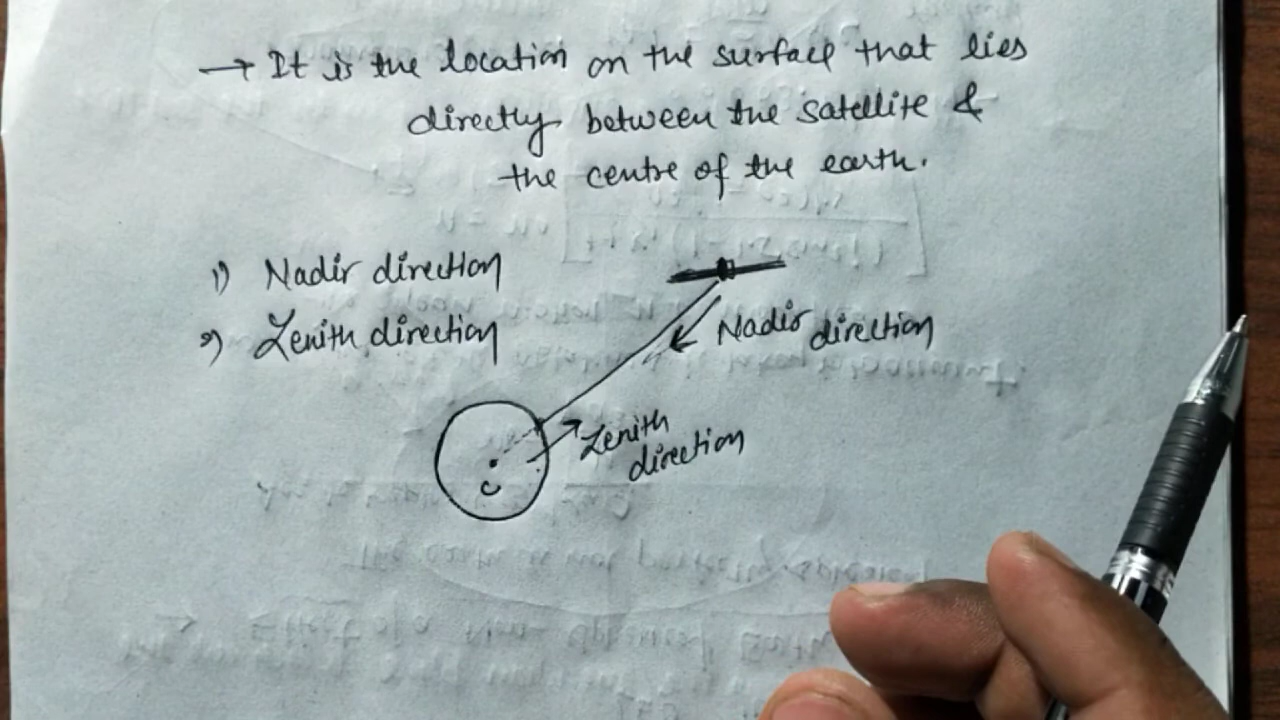 → It is the location on the surface that lies
directly between the satellite &
the centre of the earth.
1) Nadir direction
2) Zenith direction
Nadir direction
Zenith
direction
c